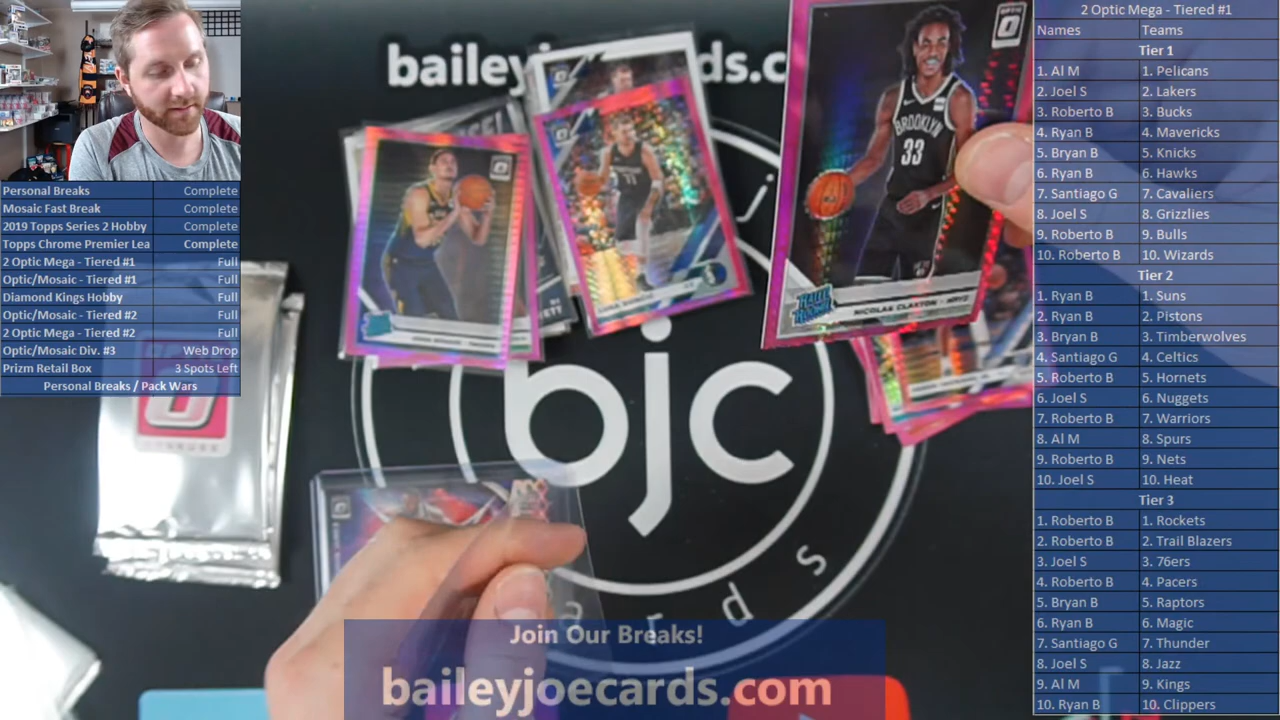 2 Optic Mega - Tiered #1
Names Teams
Tier 1
1. Al M 1. Pelicans
2. Joel S 2. Lakers
3. Roberto B 3. Bucks
4. Ryan B 4. Mavericks
5. Bryan B 5. Knicks
6. Ryan B 6. Hawks
7. Santiago G 7. Cavaliers
8. Joel S 8. Grizzlies
9. Roberto B 9. Bulls
10. Roberto B 10. Wizards
Tier 2
1. Ryan B 1. Suns
2. Ryan B 2. Pistons
3. Bryan B 3. Timberwolves
4. Santiago G 4. Celtics
5. Roberto B 5. Hornets
6. Joel S 6. Nuggets
7. Roberto B 7. Warriors
8. Al M 8. Spurs
9. Roberto B 9. Nets
10. Joel S 10. Heat
Tier 3
1. Roberto B 1. Rockets
2. Roberto B 2. Trail Blazers
3. Joel S 3. 76ers
4. Roberto B 4. Pacers
5. Bryan B 5. Raptors
6. Ryan B 6. Magic
7. Santiago G 7. Thunder
8. Joel S 8. Jazz
9. Al M 9. Kings
10. Ryan B 10. Clippers
Personal Breaks Complete
Mosaic Fast Break Complete
2019 Topps Series 2 Hobby Complete
Topps Chrome Premier Lea Complete
2 Optic Mega - Tiered #1 Full
Optic/Mosaic - Tiered #1 Full
Diamond Kings Hobby Full
Optic/Mosaic - Tiered #2 Full
2 Optic Mega - Tiered #2 Full
Optic/Mosaic Div. #3 Web Drop
Prizm Retail Box 3 Spots Left
Personal Breaks / Pack Wars
BROOKLYN
33
RATED
ROOKIE
NICOLAS CLAXTON - NETS
bjc
Join Our Breaks!
baileyjoecards.com